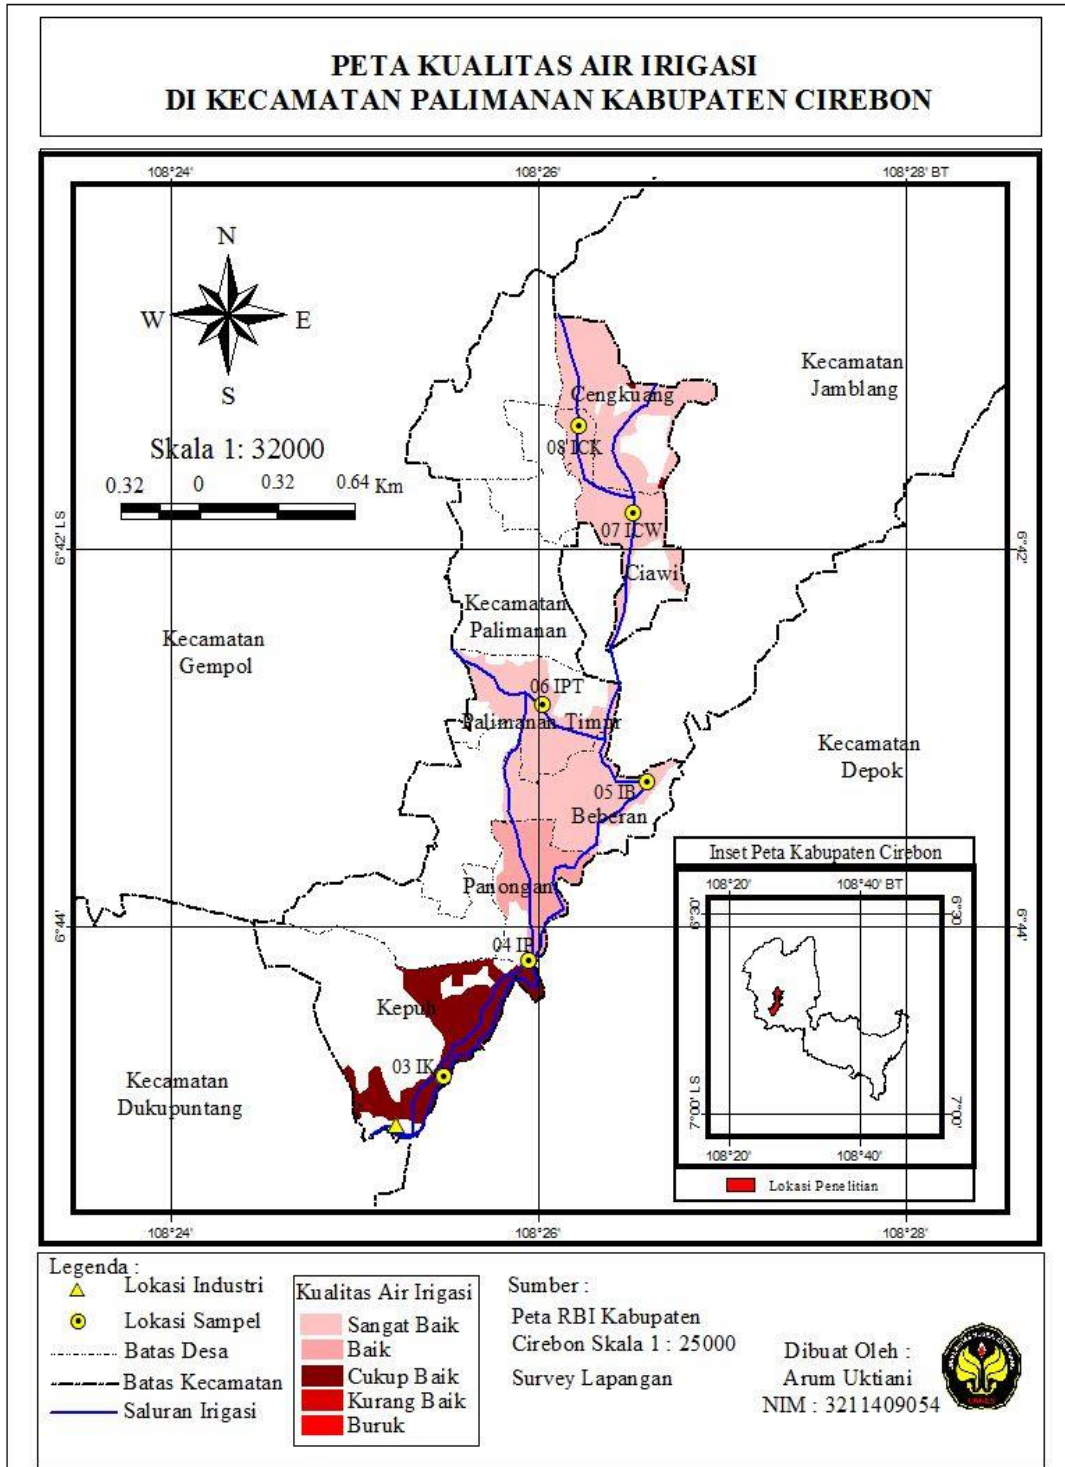 PETA KUALITAS AIR IRIGASI
DI KECAMATAN PALIMANAN KABUPATEN CIREBON
108°24'
108°26'
108°28' BT
N
W
E
S
Skala 1: 32000
0.32
0
0.32
0.64 Km
Kecamatan
Jamblang
Cengkuang
08 ICK
07 ICW
6°42' LS
6°42'
Ciawi
Kecamatan
Palimanan
Kecamatan
Gempol
06 IPT
Palimanan Timur
Kecamatan
Depok
05 IB
Beberan
Panongan
6°44'
6°44'
04 IP
Kepuh
03 IK
Kecamatan
Dukupuntang
Inset Peta Kabupaten Cirebon
108°20'
108°40' BT
6°30'
6°30
7°00' LS
7°00'
108°20'
108°40'
Lokasi Penelitian
108°24'
108°26'
108°28'
Legenda :
Lokasi Industri
Lokasi Sampel
Batas Desa
Batas Kecamatan
Saluran Irigasi
Kualitas Air Irigasi
Sangat Baik
Baik
Cukup Baik
Kurang Baik
Buruk
Sumber :
Peta RBI Kabupaten
Cirebon Skala 1 : 25000
Survey Lapangan
Dibuat Oleh :
Arum Uktiani
NIM : 3211409054
UNNES